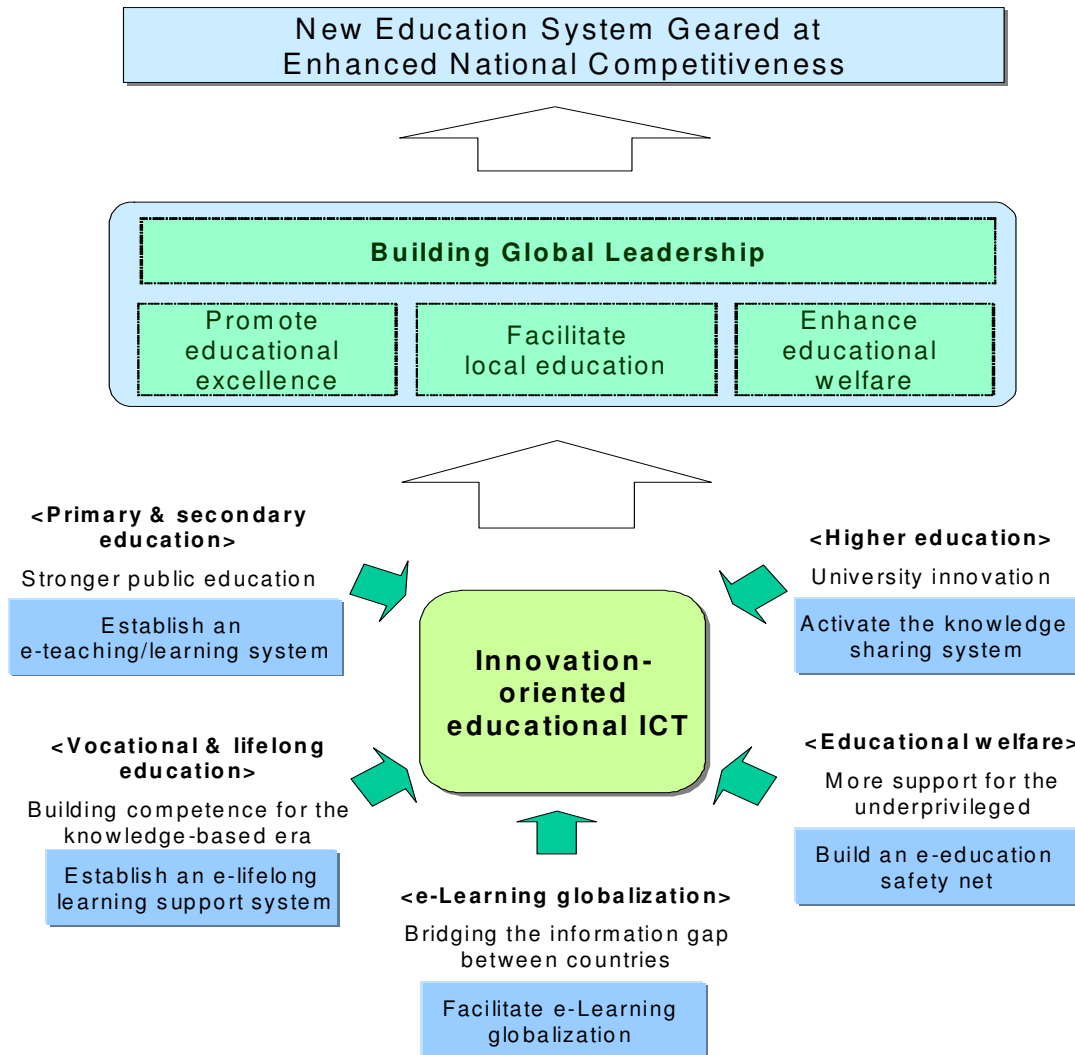 New Education System Geared at
Enhanced National Competitiveness
Building Global Leadership
Promote
educational
excellence
Facilitate
local education
Enhance
educational
welfare
<Primary & secondary
education>
Stronger public education
Establish an
e-teaching/learning system
<Higher education>
University innovation
Activate the knowledge
sharing system
Innovation-
oriented
educational ICT
<Vocational & lifelong
education>
Building competence for the
knowledge-based era
Establish an e-lifelong
learning support system
<Educational welfare>
More support for the
underprivileged
Build an e-education
safety net
<e-Learning globalization>
Bridging the information gap
between countries
Facilitate e-Learning
globalization